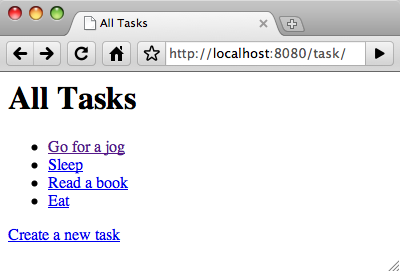 All Tasks
http://localhost:8080/task/
All Tasks
Go for a jog
Sleep
Read a book
Eat
Create a new task